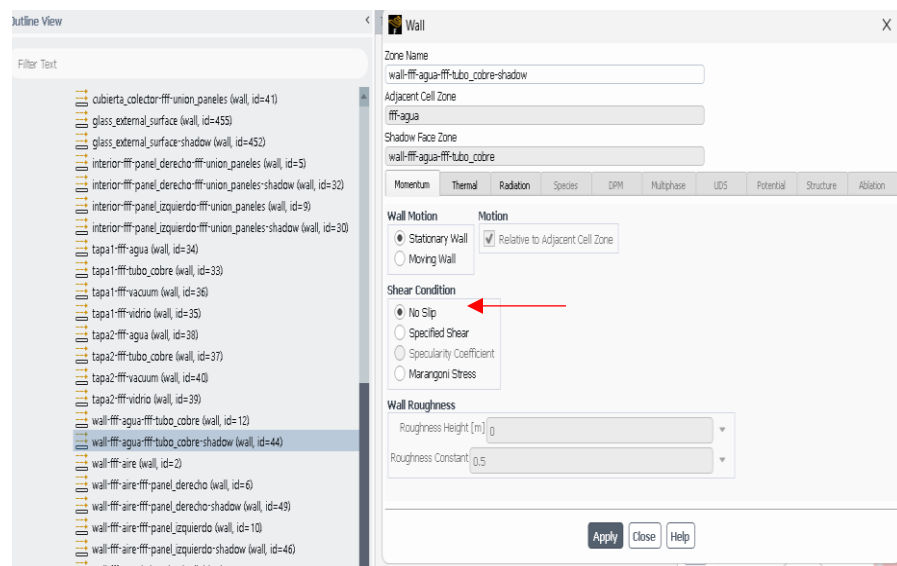 Outline View
Filter Text
cubierta_colector-fff-union_paneles (wall, id=41)
glass_external_surface (wall, id=455)
glass_external_surface-shadow (wall, id=452)
interior-fff-panel_derecho-fff-union_paneles (wall, id=5)
interior-fff-panel_derecho-fff-union_paneles-shadow (wall, id=32)
interior-fff-panel_izquierdo-fff-union_paneles (wall, id=9)
interior-fff-panel_izquierdo-fff-union_paneles-shadow (wall, id=30)
tapa1-fff-agua (wall, id=34)
tapa1-fff-tubo_cobre (wall, id=33)
tapa1-fff-vacuum (wall, id=36)
tapa1-fff-vidrio (wall, id=35)
tapa2-fff-agua (wall, id=38)
tapa2-fff-tubo_cobre (wall, id=37)
tapa2-fff-vacuum (wall, id=40)
tapa2-fff-vidrio (wall, id=39)
wall-fff-agua-fff-tubo_cobre (wall, id=12)
wall-fff-agua-fff-tubo_cobre-shadow (wall, id=44)
wall-fff-aire (wall, id=2)
wall-fff-aire-fff-panel_derecho (wall, id=6)
wall-fff-aire-fff-panel_derecho-shadow (wall, id=49)
wall-fff-aire-fff-panel_izquierdo (wall, id=10)
wall-fff-aire-fff-panel_izquierdo-shadow (wall, id=46)
Wall
Zone Name
wall-fff-agua-fff-tubo_cobre-shadow
Adjacent Cell Zone
fff-agua
Shadow Face Zone
wall-fff-agua-fff-tubo_cobre
Momentum Thermal Radiation Species DPM Multiphase UDS Potential Structure Ablation
Wall Motion Motion
Stationary Wall Relative to Adjacent Cell Zone
Moving Wall
Shear Condition
No Slip
Specified Shear
Specularity Coefficient
Marangoni Stress
Wall Roughness
Roughness Height [m] 0
Roughness Constant 0.5
Apply Close Help